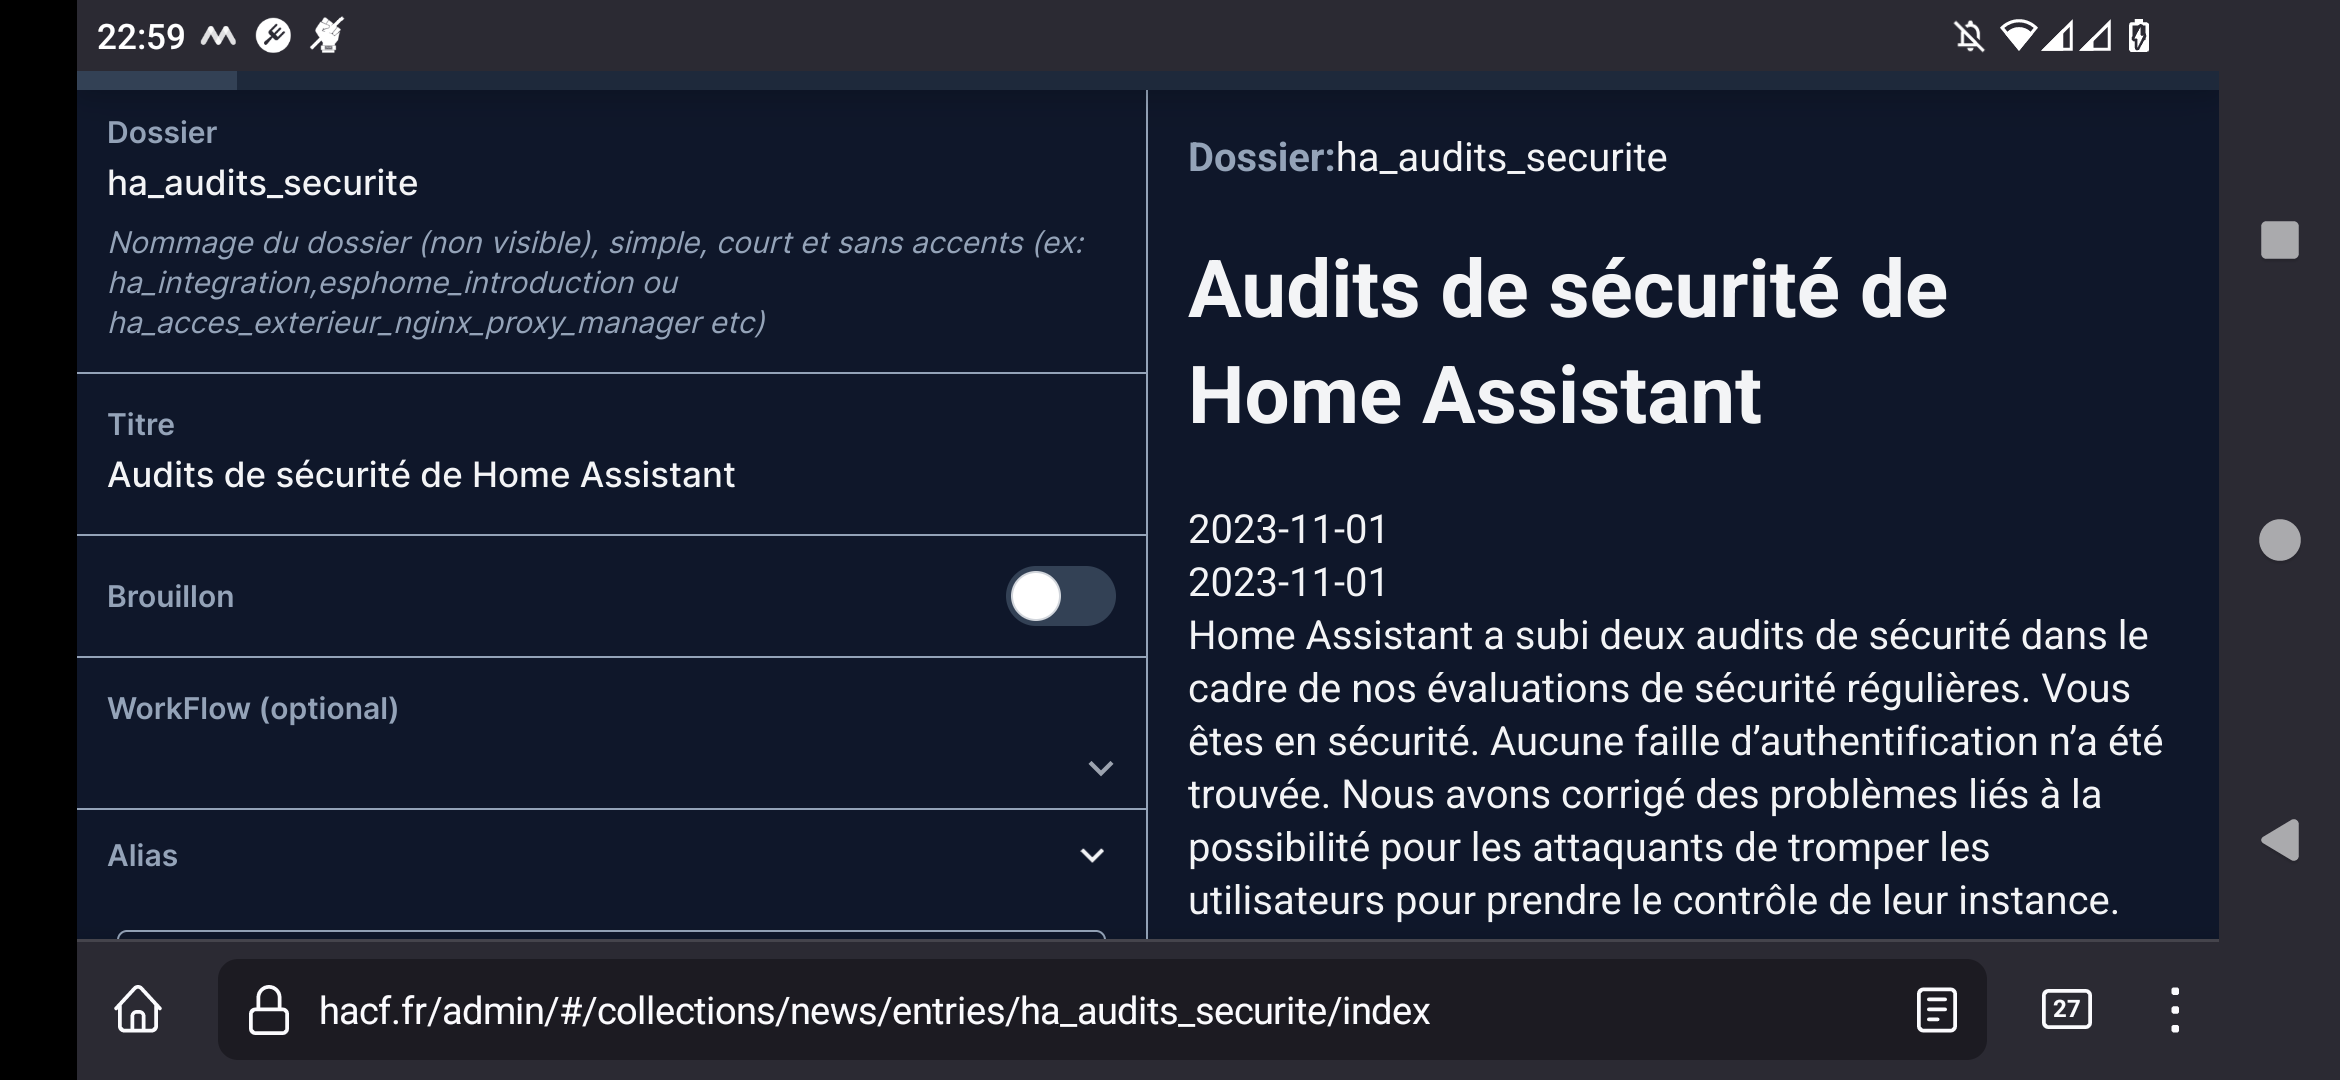 22:59
Dossier
ha_audits_securite
Nommage du dossier (non visible), simple, court et sans accents (ex:
ha_integration,esphome_introduction ou
ha_acces_exterieur_nginx_proxy_manager etc)
Titre
Audits de sécurité de Home Assistant
Brouillon
WorkFlow (optional)
Alias
Dossier:ha_audits_securite
Audits de sécurité de
Home Assistant
2023-11-01
2023-11-01
Home Assistant a subi deux audits de sécurité dans le
cadre de nos évaluations de sécurité régulières. Vous
êtes en sécurité. Aucune faille d’authentification n’a été
trouvée. Nous avons corrigé des problèmes liés à la
possibilité pour les attaquants de tromper les
utilisateurs pour prendre le contrôle de leur instance.
hacf.fr/admin/#/collections/news/entries/ha_audits_securite/index
27